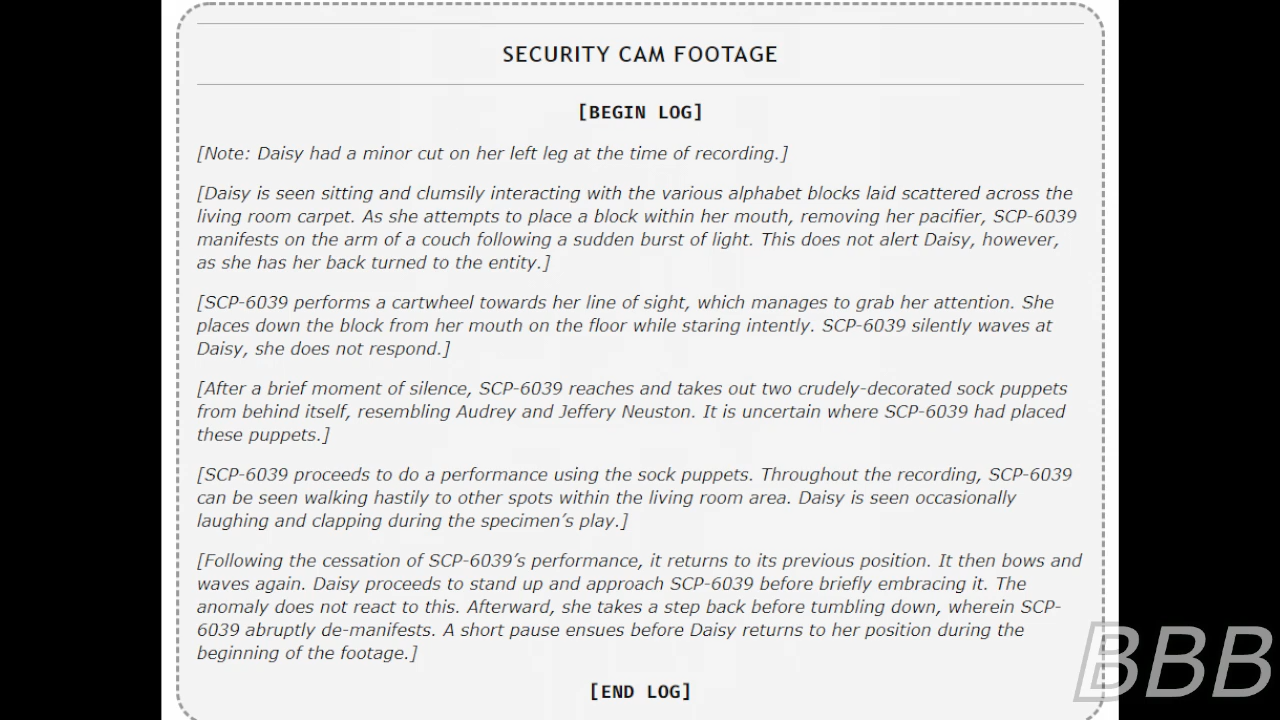 SECURITY CAM FOOTAGE
[BEGIN LOG]
[Note: Daisy had a minor cut on her left leg at the time of recording.]
[Daisy is seen sitting and clumsily interacting with the various alphabet blocks laid scattered across the
living room carpet. As she attempts to place a block within her mouth, removing her pacifier, SCP-6039
manifests on the arm of a couch following a sudden burst of light. This does not alert Daisy, however,
as she has her back turned to the entity.]
[SCP-6039 performs a cartwheel towards her line of sight, which manages to grab her attention. She
places down the block from her mouth on the floor while staring intently. SCP-6039 silently waves at
Daisy, she does not respond.]
[After a brief moment of silence, SCP-6039 reaches and takes out two crudely-decorated sock puppets
from behind itself, resembling Audrey and Jeffery Neuston. It is uncertain where SCP-6039 had placed
these puppets.]
[SCP-6039 proceeds to do a performance using the sock puppets. Throughout the recording, SCP-6039
can be seen walking hastily to other spots within the living room area. Daisy is seen occasionally
laughing and clapping during the specimen's play.]
[Following the cessation of SCP-6039's performance, it returns to its previous position. It then bows and
waves again. Daisy proceeds to stand up and approach SCP-6039 before briefly embracing it. The
anomaly does not react to this. Afterward, she takes a step back before tumbling down, wherein SCP-
6039 abruptly de-manifests. A short pause ensues before Daisy returns to her position during the
beginning of the footage.]
[END LOG]
BBB